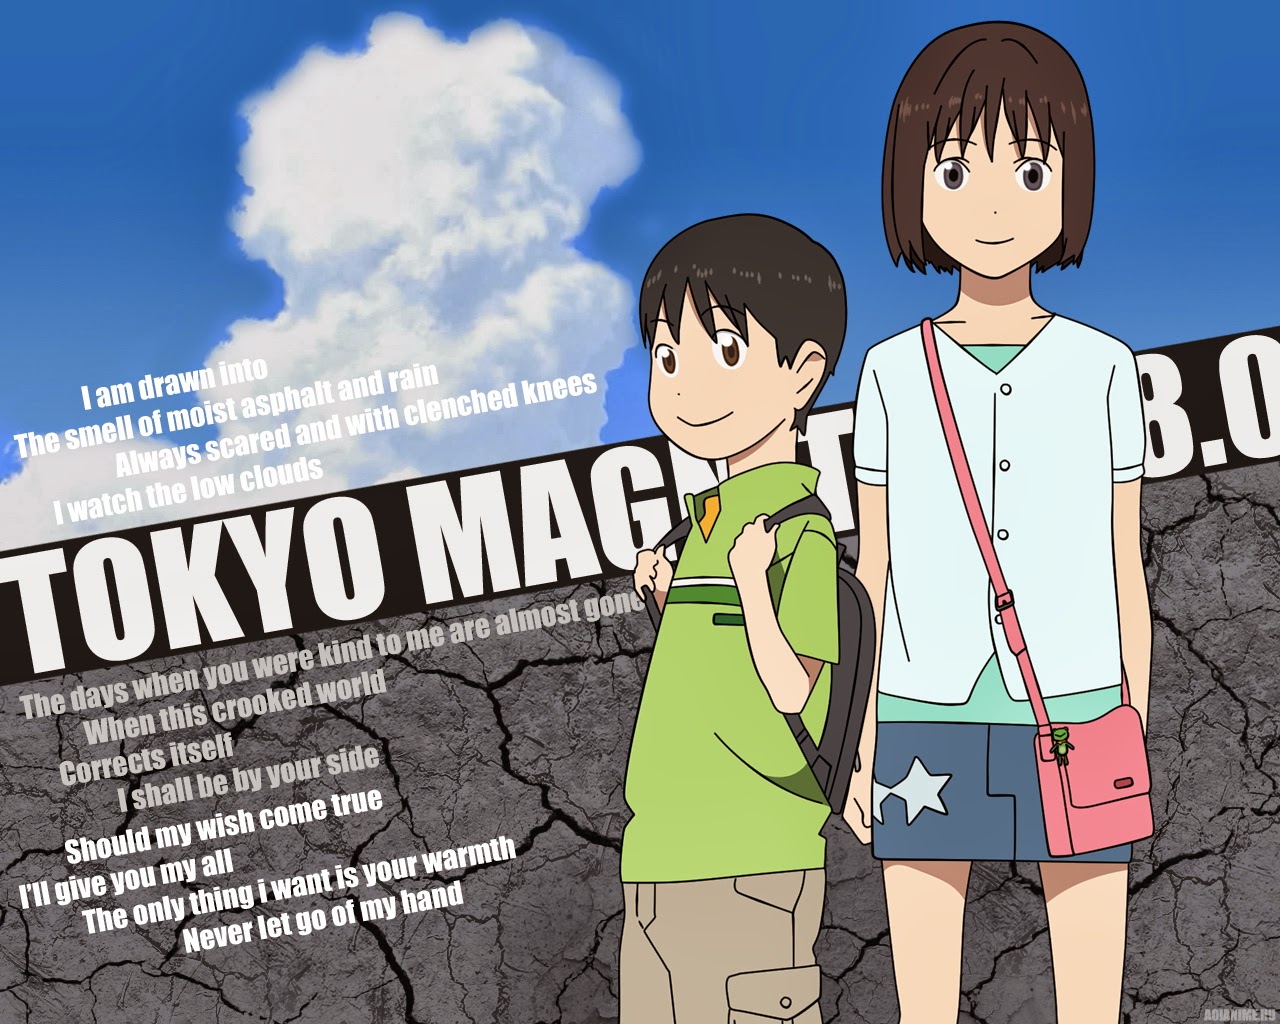 I am drawn into
The smell of moist asphalt and rain
Always scared and with clenched knees
I watch the low clouds
TOKYO MAGNIT 8.0
The days when you were kind to me are almost gone
When this crooked world
Corrects itself
I shall be by your side
Should my wish come true
I'll give you my all
The only thing i want is your warmth
Never let go of my hand
AOIANIME.RU